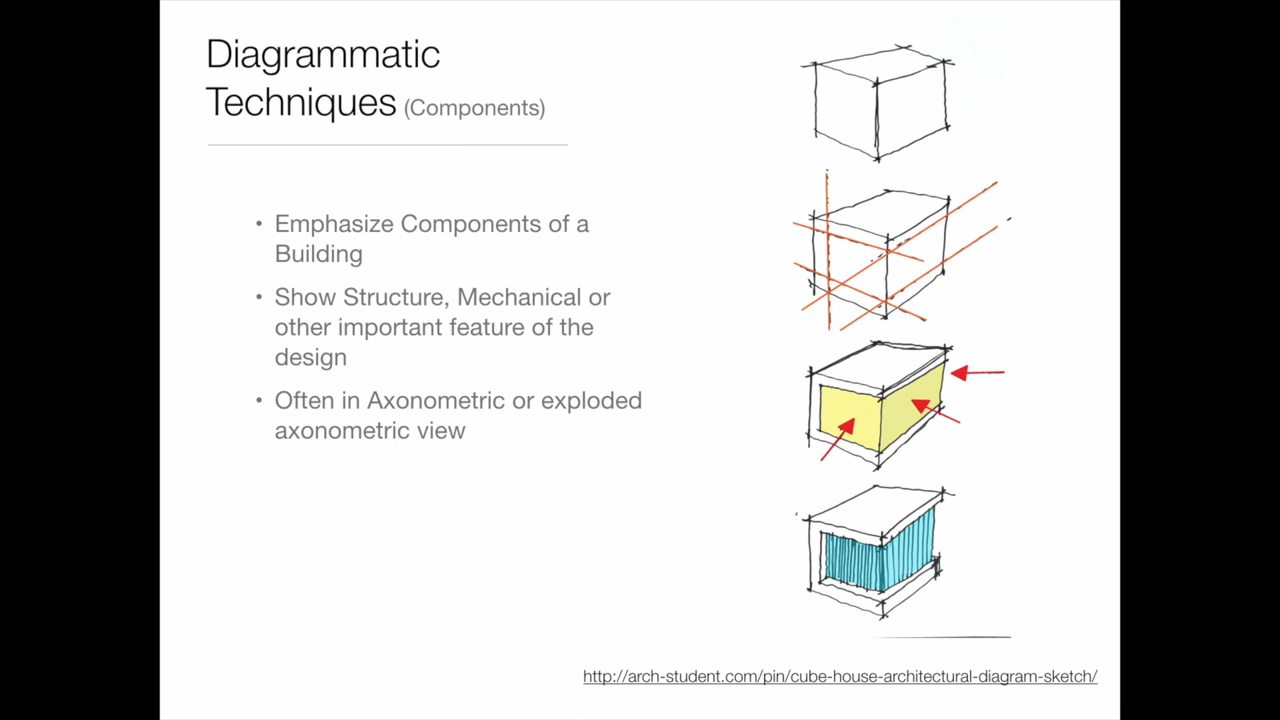 Diagrammatic
Techniques (Components)
• Emphasize Components of a
Building
• Show Structure, Mechanical or
other important feature of the
design
• Often in Axonometric or exploded
axonometric view
http://arch-student.com/pin/cube-house-architectural-diagram-sketch/